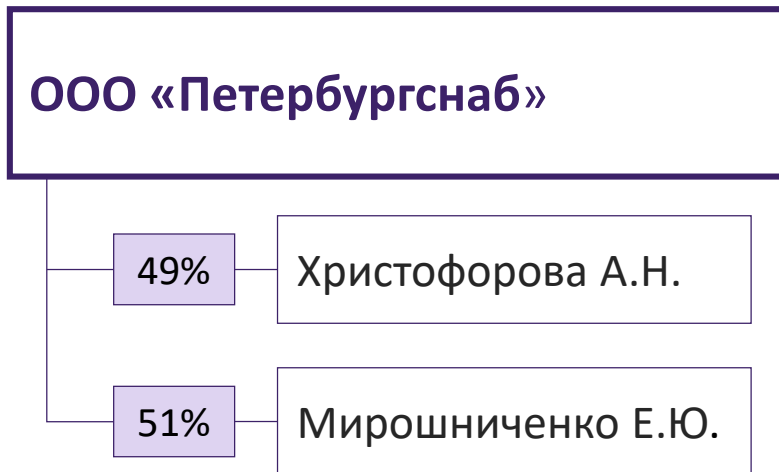 ООО «Петербургснаб»
49% Христофорова А.Н.
51% Мирошниченко Е.Ю.